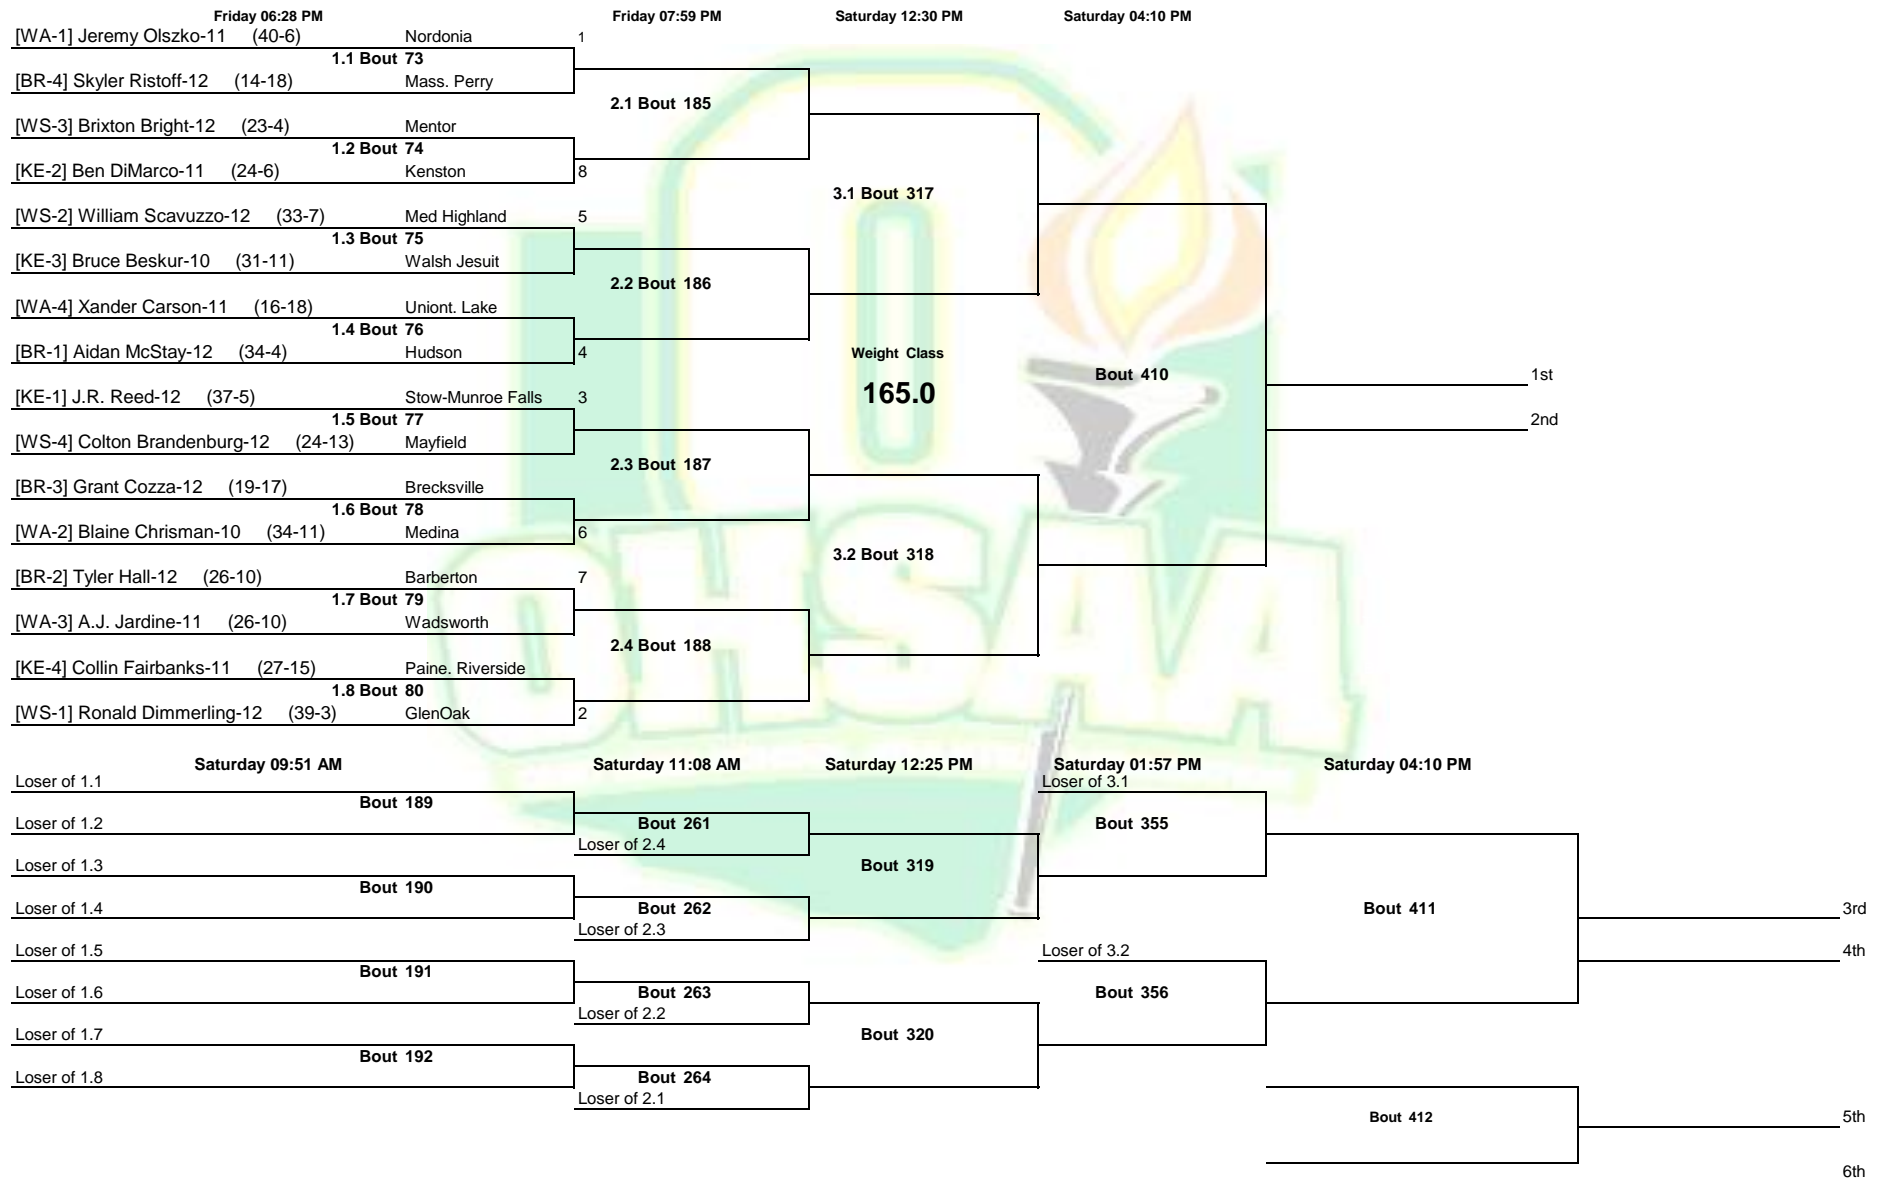 Friday 06:28 PM Friday 07:59 PM Saturday 12:30 PM Saturday 04:10 PM
[WA-1] Jeremy Olszko-11 (40-6) Nordonia 1
1.1 Bout 73
[BR-4] Skyler Ristoff-12 (14-18) Mass. Perry
2.1 Bout 185
[WS-3] Brixton Bright-12 (23-4) Mentor
1.2 Bout 74
[KE-2] Ben DiMarco-11 (24-6) Kenston 8
3.1 Bout 317
[WS-2] William Scavuzzo-12 (33-7) Med Highland 5
1.3 Bout 75
[KE-3] Bruce Beskur-10 (31-11) Walsh Jesuit
2.2 Bout 186
[WA-4] Xander Carson-11 (16-18) Uniont. Lake
1.4 Bout 76
[BR-1] Aidan McStay-12 (34-4) Hudson 4
Weight Class
Bout 410
1st
165.0
[KE-1] J.R. Reed-12 (37-5) Stow-Munroe Falls 3
1.5 Bout 77
2nd
[WS-4] Colton Brandenburg-12 (24-13) Mayfield
2.3 Bout 187
[BR-3] Grant Cozza-12 (19-17) Brecksville
1.6 Bout 78
[WA-2] Blaine Chrisman-10 (34-11) Medina 6
3.2 Bout 318
[BR-2] Tyler Hall-12 (26-10) Barberton 7
1.7 Bout 79
[WA-3] A.J. Jardine-11 (26-10) Wadsworth
2.4 Bout 188
[KE-4] Collin Fairbanks-11 (27-15) Paine. Riverside
1.8 Bout 80
[WS-1] Ronald Dimmerling-12 (39-3) GlenOak 2
OHSAA
Saturday 09:51 AM Saturday 11:08 AM Saturday 12:25 PM Saturday 01:57 PM Saturday 04:10 PM
Loser of 1.1 Loser of 3.1
Bout 189
Loser of 1.2 Bout 261 Bout 355
Loser of 2.4
Loser of 1.3 Bout 319
Bout 190
Loser of 1.4 Bout 262 Bout 411 3rd
Loser of 2.3
Loser of 1.5 Loser of 3.2 4th
Bout 191
Loser of 1.6 Bout 263 Bout 356
Loser of 2.2
Loser of 1.7 Bout 320
Bout 192
Loser of 1.8 Bout 264
Loser of 2.1
Bout 412 5th
6th